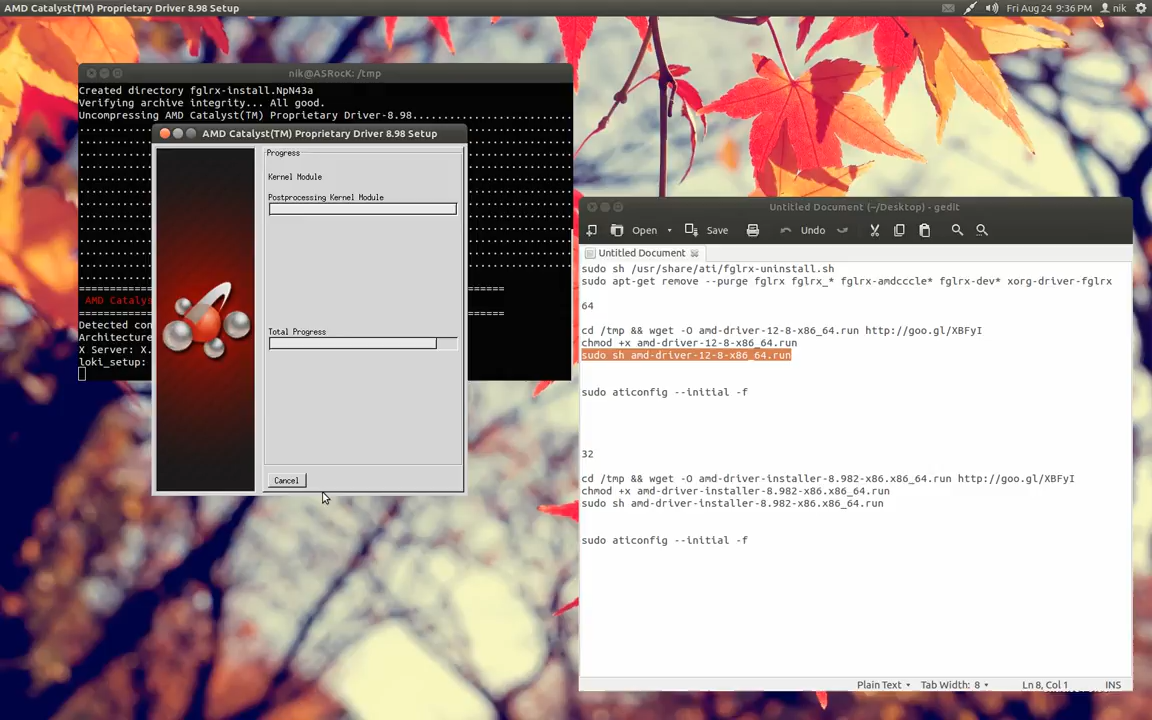 AMD Catalyst(TM) Proprietary Driver 8.98 Setup
Fri Aug 24 9:36 PM nik
nik@ASRocK: /tmp
Created directory fglrx-install.NpN43a
Verifying archive integrity... All good.
Uncompressing AMD Catalyst(TM) Proprietary Driver-8.98...........................
AMD Catalys
Detected con
Architecture
X Server: X.
loki_setup:
AMD Catalyst(TM) Proprietary Driver 8.98 Setup
Progress
Kernel Module
Postprocessing Kernel Module
Total Progress
Cancel
Untitled Document (~/Desktop) - gedit
Open Save Undo
Untitled Document
sudo sh /usr/share/ati/fglrx-uninstall.sh
sudo apt-get remove --purge fglrx fglrx_* fglrx-amdcccle* fglrx-dev* xorg-driver-fglrx
64
cd /tmp && wget -O amd-driver-12-8-x86_64.run http://goo.gl/XBFyI
chmod +x amd-driver-12-8-x86_64.run
sudo sh amd-driver-12-8-x86_64.run
sudo aticonfig --initial -f
32
cd /tmp && wget -O amd-driver-installer-8.982-x86.x86_64.run http://goo.gl/XBFyI
chmod +x amd-driver-installer-8.982-x86.x86_64.run
sudo sh amd-driver-installer-8.982-x86.x86_64.run
sudo aticonfig --initial -f
Plain Text Tab Width: 8 Ln 8, Col 1 INS